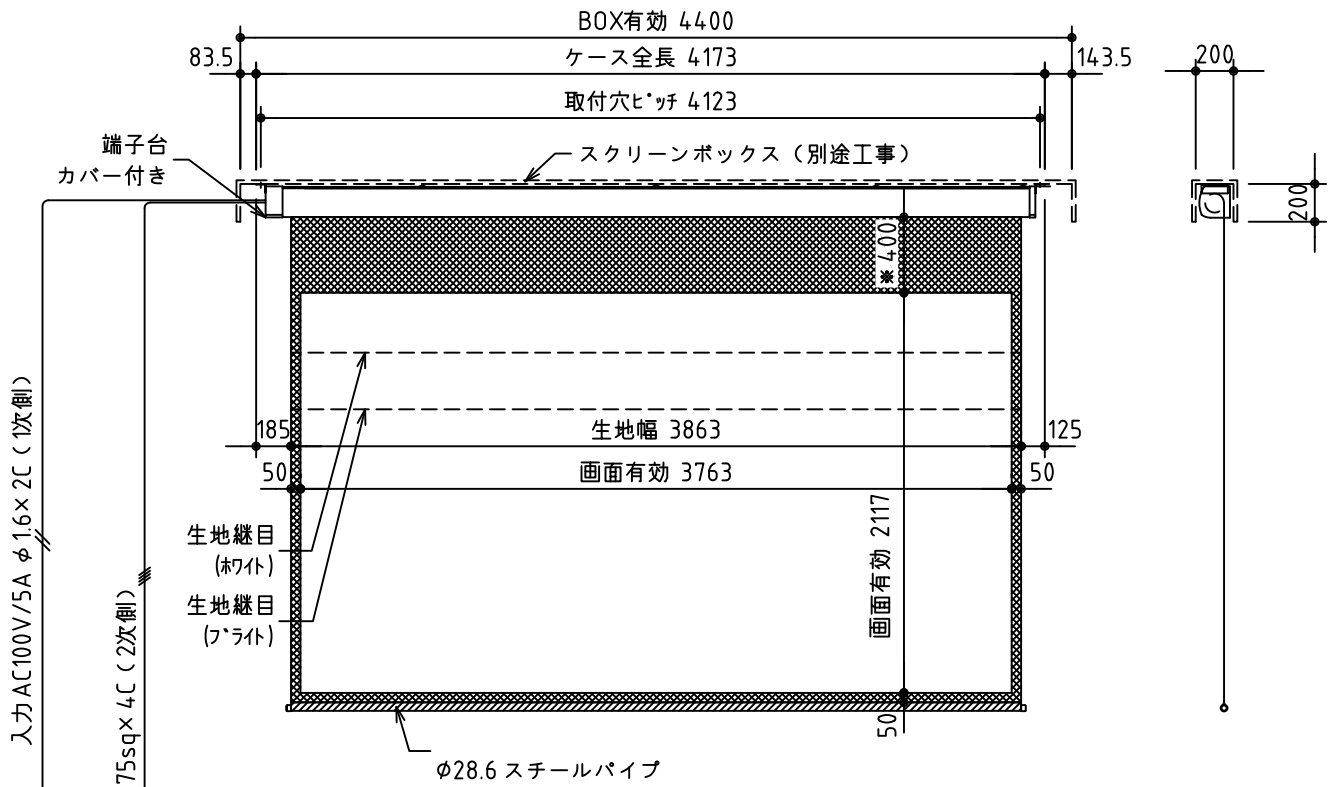 BOX有効 4400
83.5
ケース全長 4173
143.5
200
取付穴ピッチ 4123
端子台
カバー付き
スクリーンボックス（別途工事）
200
※ 400
185
生地幅 3863
125
50
画面有効 3763
50
生地継目
(ホワイト)
生地継目
(ブライト)
画面有効 2117
50
φ28.6 スチールパイプ
入力AC100V/5A φ1.6×2C（1次側）
75sq×4C（2次側）